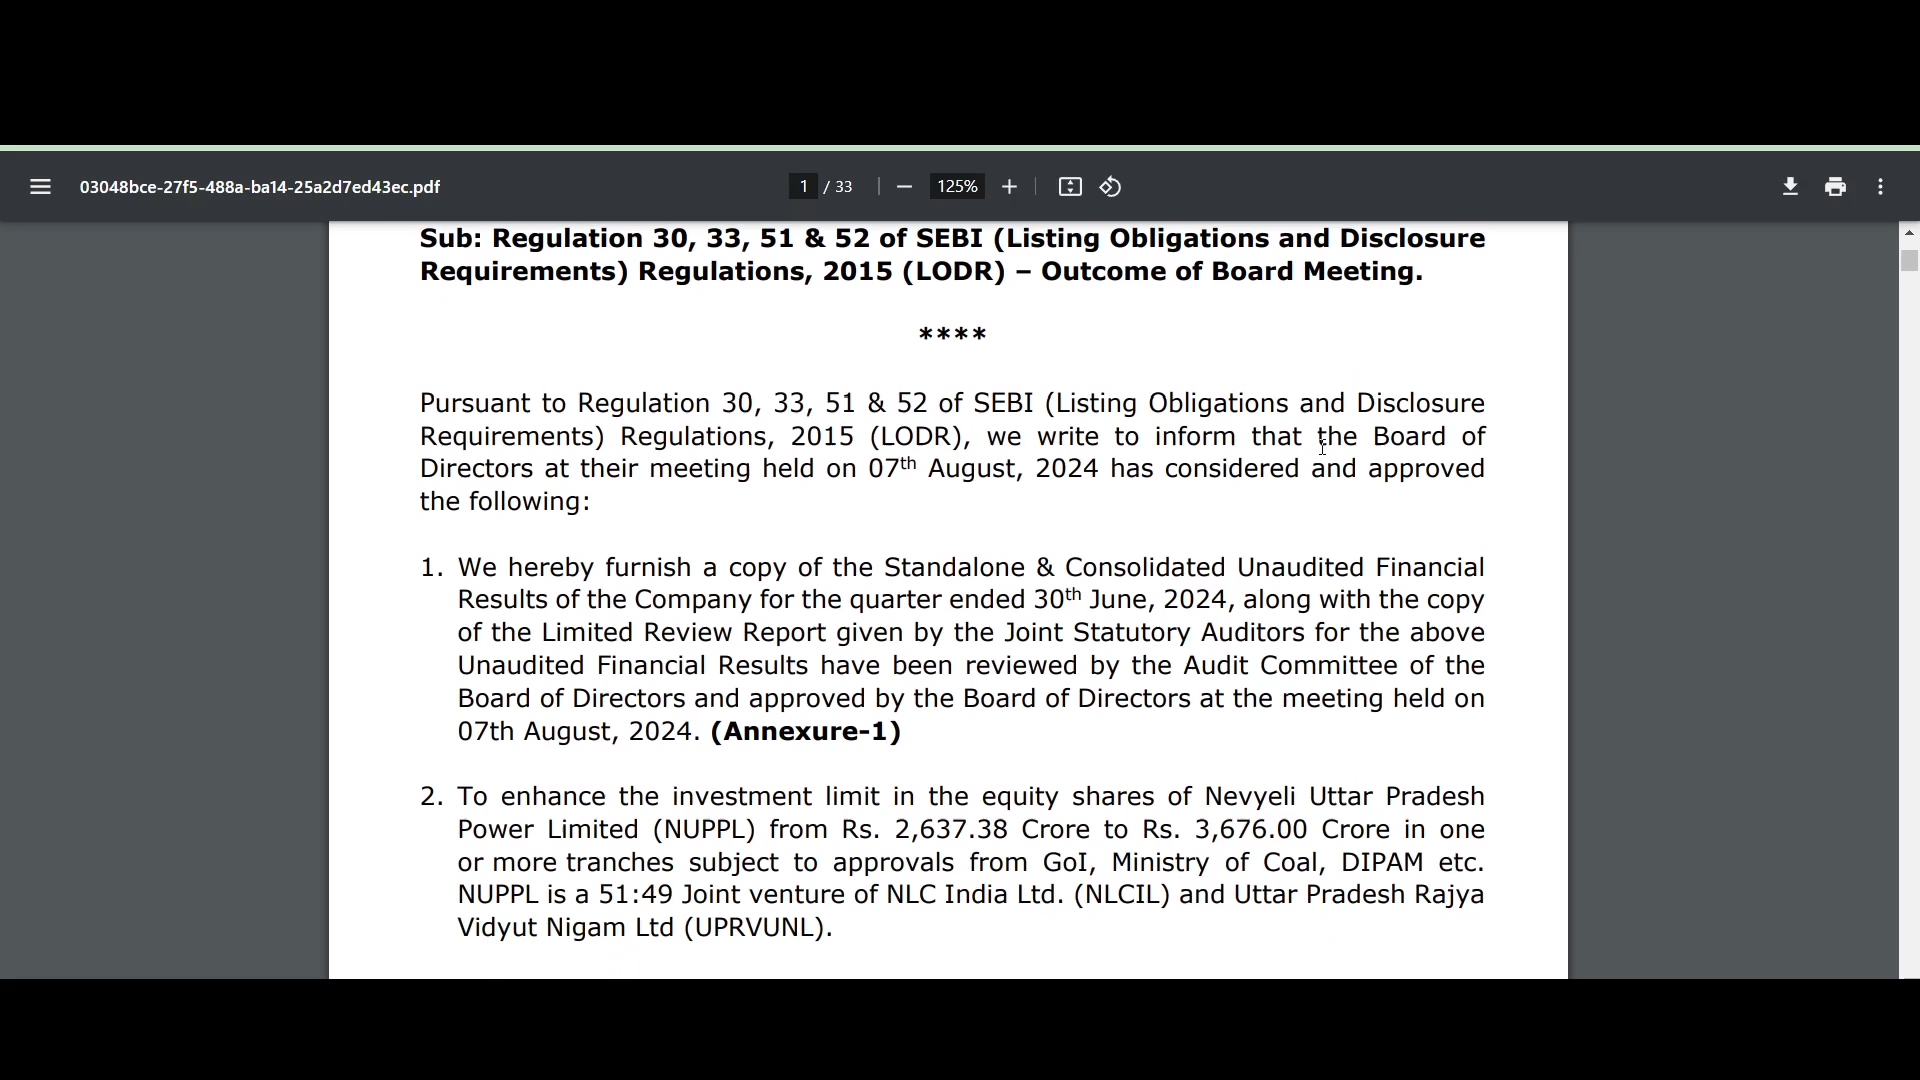 03048bce-27f5-488a-ba14-25a2d7ed43ec.pdf
1 / 33
125%
Sub: Regulation 30, 33, 51 & 52 of SEBI (Listing Obligations and Disclosure
Requirements) Regulations, 2015 (LODR) – Outcome of Board Meeting.
****
Pursuant to Regulation 30, 33, 51 & 52 of SEBI (Listing Obligations and Disclosure
Requirements) Regulations, 2015 (LODR), we write to inform that the Board of
Directors at their meeting held on 07th August, 2024 has considered and approved
the following:
1. We hereby furnish a copy of the Standalone & Consolidated Unaudited Financial
Results of the Company for the quarter ended 30th June, 2024, along with the copy
of the Limited Review Report given by the Joint Statutory Auditors for the above
Unaudited Financial Results have been reviewed by the Audit Committee of the
Board of Directors and approved by the Board of Directors at the meeting held on
07th August, 2024. (Annexure-1)
2. To enhance the investment limit in the equity shares of Nevyeli Uttar Pradesh
Power Limited (NUPPL) from Rs. 2,637.38 Crore to Rs. 3,676.00 Crore in one
or more tranches subject to approvals from GoI, Ministry of Coal, DIPAM etc.
NUPPL is a 51:49 Joint venture of NLC India Ltd. (NLCIL) and Uttar Pradesh Rajya
Vidyut Nigam Ltd (UPRVUNL).